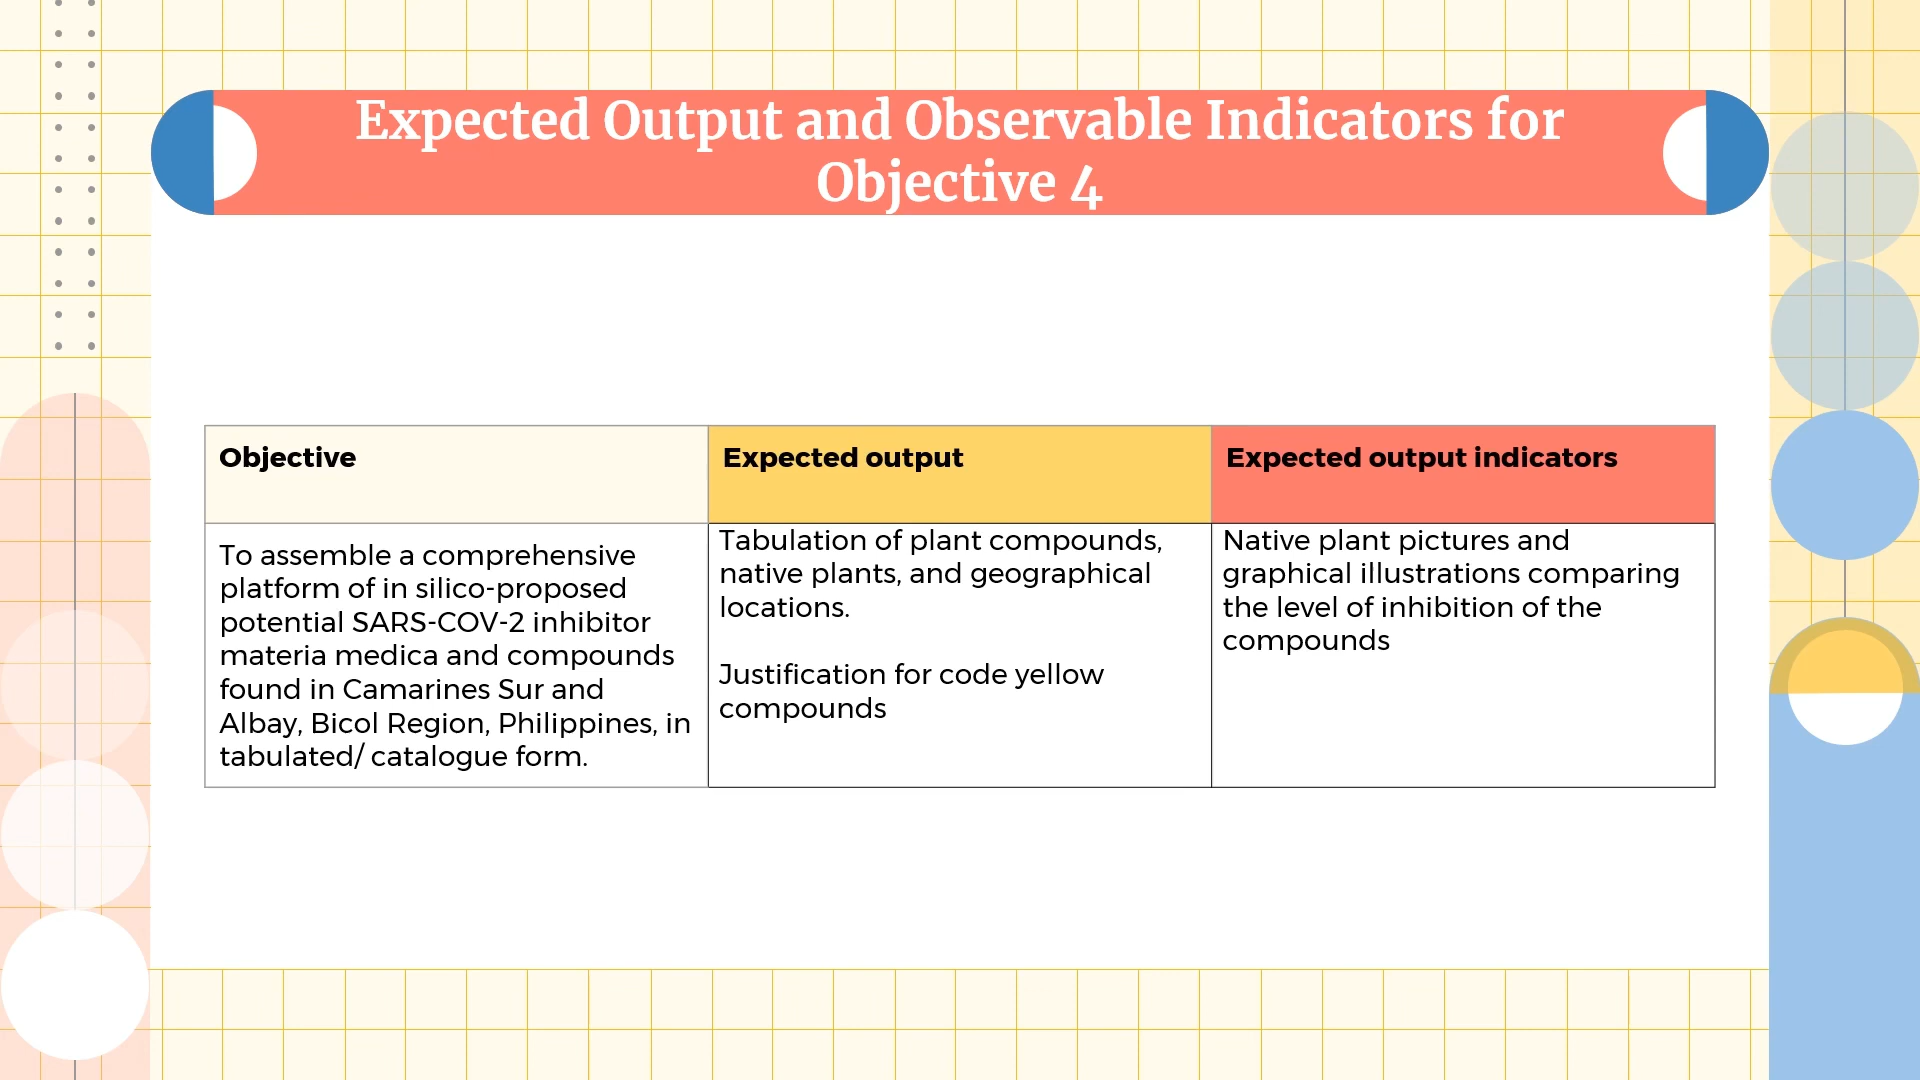 Expected Output and Observable Indicators for
Objective 4
Objective
Expected output
Expected output indicators
To assemble a comprehensive
platform of in silico-proposed
potential SARS-COV-2 inhibitor
materia medica and compounds
found in Camarines Sur and
Albay, Bicol Region, Philippines, in
tabulated/ catalogue form.
Tabulation of plant compounds,
native plants, and geographical
locations.
Justification for code yellow
compounds
Native plant pictures and
graphical illustrations comparing
the level of inhibition of the
compounds